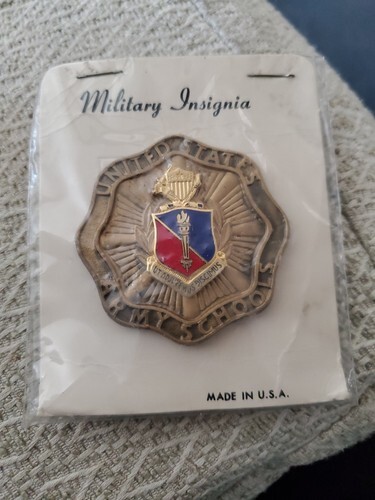 Military Insignia
UNITED STATES
ARMY SCHOOLS
MADE IN U.S.A.